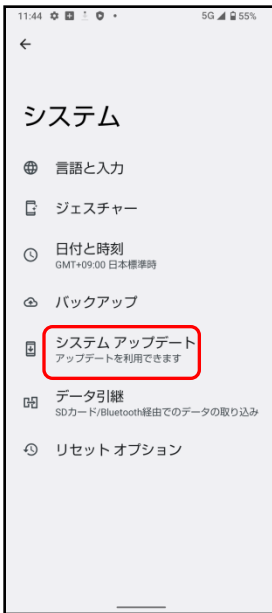 11:44 5G 55%
システム
言語と入力
ジェスチャー
日付と時刻
GMT+09:00 日本標準時
バックアップ
システム アップデート
アップデートを利用できます
データ引継
SDカード/Bluetooth経由でのデータの取り込み
リセット オプション